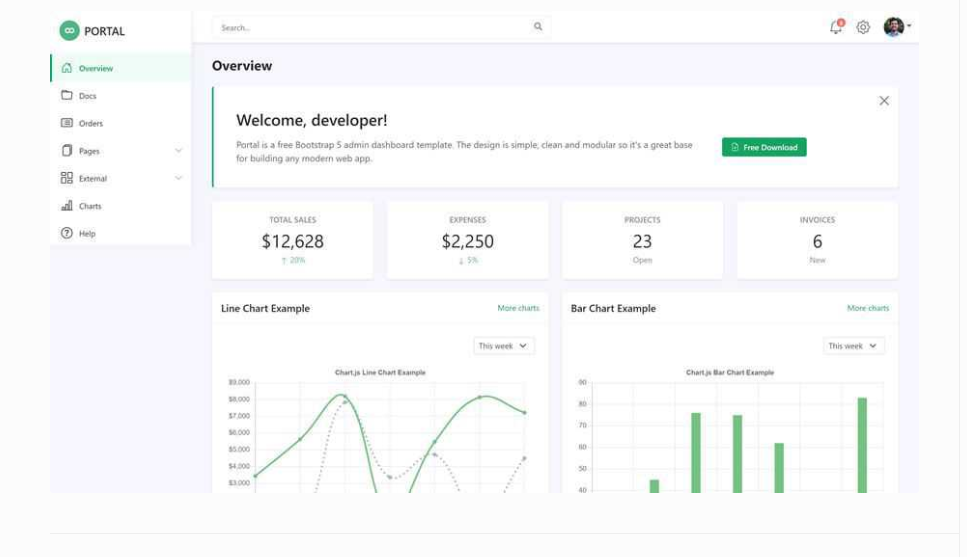 PORTAL
Search...
Overview
Docs
Orders
Pages
External
Charts
Help
Overview
Welcome, developer!
Portal is a free Bootstrap 5 admin dashboard template. The design is simple, clean and modular so it's a great base
for building any modern web app.
Free Download
TOTAL SALES
$12,628
↑ 20%
EXPENSES
$2,250
↓ 5%
PROJECTS
23
Open
INVOICES
6
New
Line Chart Example
More charts
This week
Chart.js Line Chart Example
$9,000
$8,000
$7,000
$6,000
$5,000
$4,000
$3,000
Bar Chart Example
More charts
This week
Chart.js Bar Chart Example
90
80
70
60
50
40